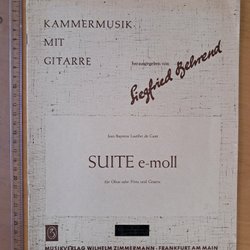 KAMMERMUSIK
MIT
GITARRE
herausgegeben von
Siegfried Behrend
Jean Baptiste Loeillet de Gant
SUITE e-moll
für Oboe oder Flöte und Gitarre
MUSIKVERLAG WILHELM ZIMMERMANN · FRANKFURT AM MAIN